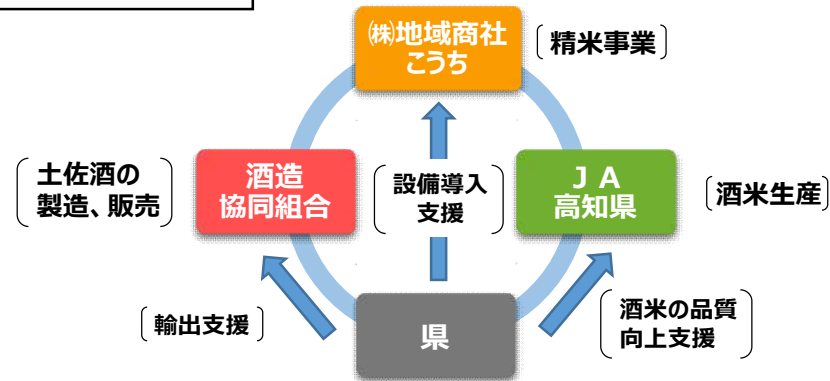 ㈱地域商社
こうち
精米事業
土佐酒の
製造、販売
酒造
協同組合
設備導入
支援
ＪＡ
高知県
酒米生産
輸出支援
県
酒米の品質
向上支援